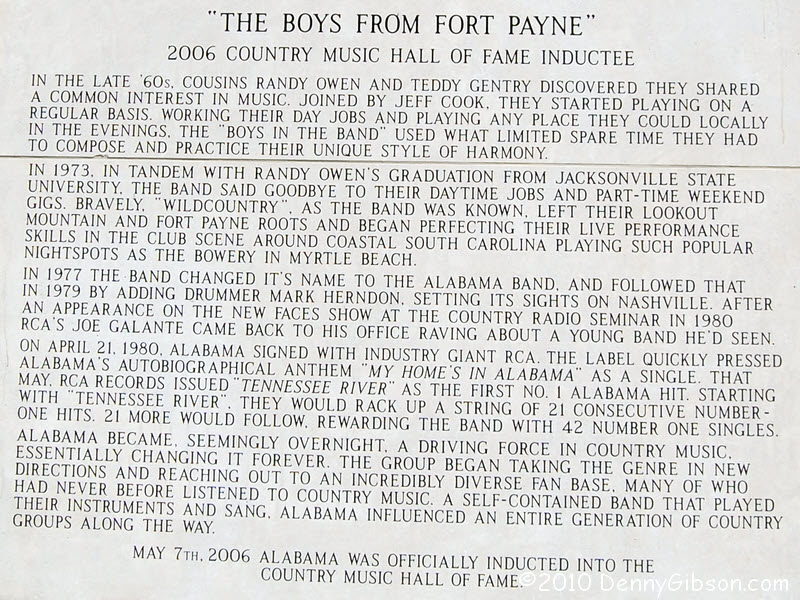 "THE BOYS FROM FORT PAYNE"
2006 COUNTRY MUSIC HALL OF FAME INDUCTEE
IN THE LATE '60s, COUSINS RANDY OWEN AND TEDDY GENTRY DISCOVERED THEY SHARED
A COMMON INTEREST IN MUSIC. JOINED BY JEFF COOK, THEY STARTED PLAYING ON A
REGULAR BASIS. WORKING THEIR DAY JOBS AND PLAYING ANY PLACE THEY COULD LOCALLY
IN THE EVENINGS, THE "BOYS IN THE BAND" USED WHAT LIMITED SPARE TIME THEY HAD
TO COMPOSE AND PRACTICE THEIR UNIQUE STYLE OF HARMONY.
IN 1973, IN TANDEM WITH RANDY OWEN'S GRADUATION FROM JACKSONVILLE STATE
UNIVERSITY, THE BAND SAID GOODBYE TO THEIR DAYTIME JOBS AND PART-TIME WEEKEND
GIGS. BRAVELY, "WILDCOUNTRY", AS THE BAND WAS KNOWN, LEFT THEIR LOOKOUT
MOUNTAIN AND FORT PAYNE ROOTS AND BEGAN PERFECTING THEIR LIVE PERFORMANCE
SKILLS IN THE CLUB SCENE AROUND COASTAL SOUTH CAROLINA PLAYING SUCH POPULAR
NIGHTSPOTS AS THE BOWERY IN MYRTLE BEACH.
IN 1977 THE BAND CHANGED IT'S NAME TO THE ALABAMA BAND, AND FOLLOWED THAT
IN 1979 BY ADDING DRUMMER MARK HERNDON, SETTING ITS SIGHTS ON NASHVILLE. AFTER
AN APPEARANCE ON THE NEW FACES SHOW AT THE COUNTRY RADIO SEMINAR IN 1980
RCA'S JOE GALANTE CAME BACK TO HIS OFFICE RAVING ABOUT A YOUNG BAND HE'D SEEN.
ON APRIL 21, 1980, ALABAMA SIGNED WITH INDUSTRY GIANT RCA. THE LABEL QUICKLY PRESSED
ALABAMA'S AUTOBIOGRAPHICAL ANTHEM "MY HOME'S IN ALABAMA" AS A SINGLE. THAT
MAY, RCA RECORDS ISSUED "TENNESSEE RIVER" AS THE FIRST NO. 1 ALABAMA HIT. STARTING
WITH "TENNESSEE RIVER", THEY WOULD RACK UP A STRING OF 21 CONSECUTIVE NUMBER-
ONE HITS. 21 MORE WOULD FOLLOW, REWARDING THE BAND WITH 42 NUMBER ONE SINGLES.
ALABAMA BECAME, SEEMINGLY OVERNIGHT, A DRIVING FORCE IN COUNTRY MUSIC,
ESSENTIALLY CHANGING IT FOREVER. THE GROUP BEGAN TAKING THE GENRE IN NEW
DIRECTIONS AND REACHING OUT TO AN INCREDIBLY DIVERSE FAN BASE, MANY OF WHO
HAD NEVER BEFORE LISTENED TO COUNTRY MUSIC. A SELF-CONTAINED BAND THAT PLAYED
THEIR INSTRUMENTS AND SANG, ALABAMA INFLUENCED AN ENTIRE GENERATION OF COUNTRY
GROUPS ALONG THE WAY.
MAY 7TH, 2006 ALABAMA WAS OFFICIALLY INDUCTED INTO THE
COUNTRY MUSIC HALL OF FAME.
©2010 DennyGibson.com